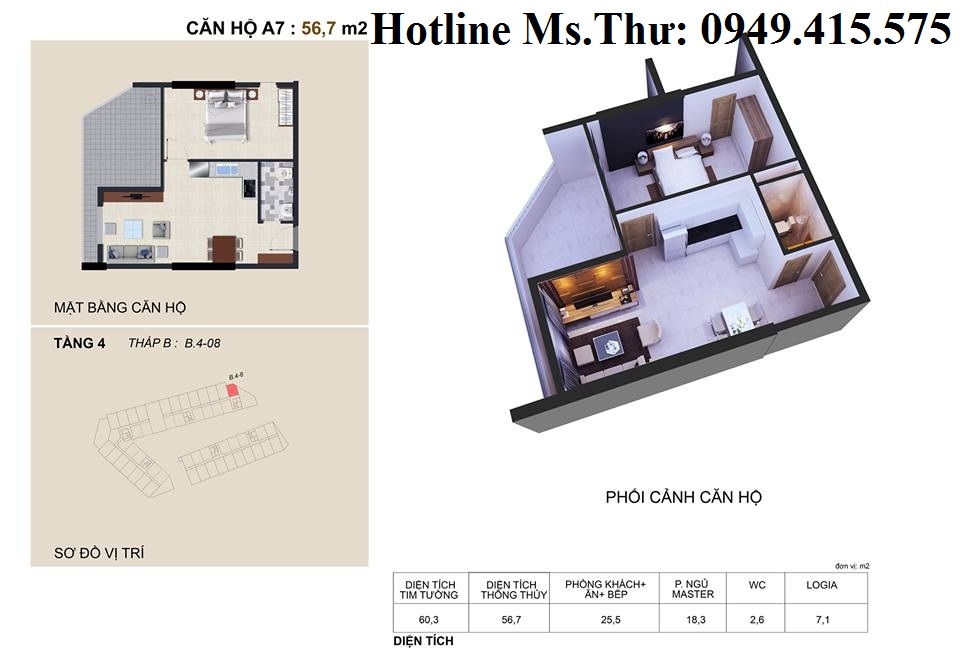 CĂN HỘ A7 : 56,7 m2
Hotline Ms.Thư: 0949.415.575
MẶT BẰNG CĂN HỘ
TẦNG 4 THÁP B : B.4-08
B.4-8
SƠ ĐỒ VỊ TRÍ
PHỐI CẢNH CĂN HỘ
đơn vị: m2
DIỆN TÍCH TIM TƯỜNG
DIỆN TÍCH THÔNG THỦY
PHÒNG KHÁCH+ ĂN+ BẾP
P. NGỦ MASTER
WC
LOGIA
60,3 56,7 25,5 18,3 2,6 7,1
DIỆN TÍCH